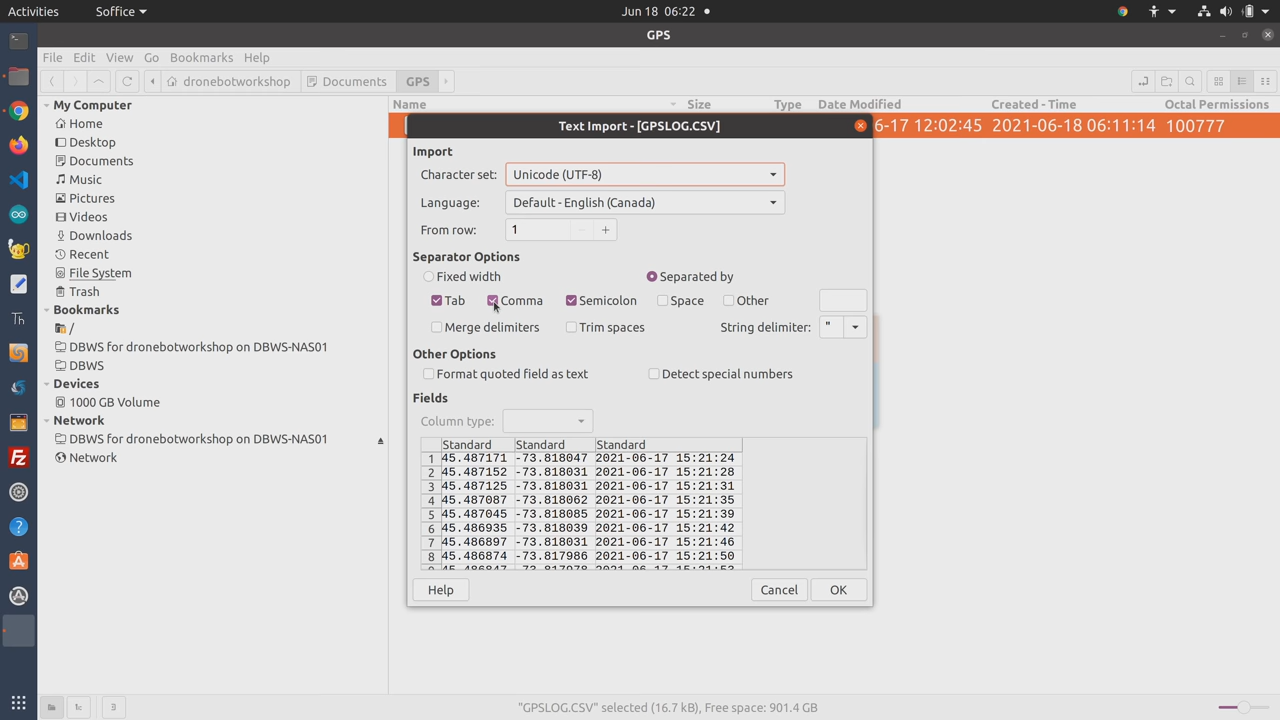 Activities Soffice Jun 18 06:22
GPS
File Edit View Go Bookmarks Help
dronebotworkshop Documents GPS
My Computer
Home
Desktop
Documents
Music
Pictures
Videos
Downloads
Recent
File System
Trash
Bookmarks
/
DBWS for dronebotworkshop on DBWS-NAS01
DBWS
Devices
1000 GB Volume
Network
DBWS for dronebotworkshop on DBWS-NAS01
Network
Name Size Type Date Modified Created - Time Octal Permissions
6-17 12:02:45 2021-06-18 06:11:14 100777
Text Import - [GPSLOG.CSV]
Import
Character set: Unicode (UTF-8)
Language: Default - English (Canada)
From row: 1 - +
Separator Options
Fixed width Separated by
Tab Comma Semicolon Space Other
Merge delimiters Trim spaces String delimiter: "
Other Options
Format quoted field as text Detect special numbers
Fields
Column type:
Standard Standard Standard
1 45.487171 -73.818047 2021-06-17 15:21:24
2 45.487152 -73.818031 2021-06-17 15:21:28
3 45.487125 -73.818031 2021-06-17 15:21:31
4 45.487087 -73.818062 2021-06-17 15:21:35
5 45.487045 -73.818085 2021-06-17 15:21:39
6 45.486935 -73.818039 2021-06-17 15:21:42
7 45.486897 -73.818031 2021-06-17 15:21:46
8 45.486874 -73.817986 2021-06-17 15:21:50
Help Cancel OK
"GPSLOG.CSV" selected (16.7 kB), Free space: 901.4 GB
Th
FZ